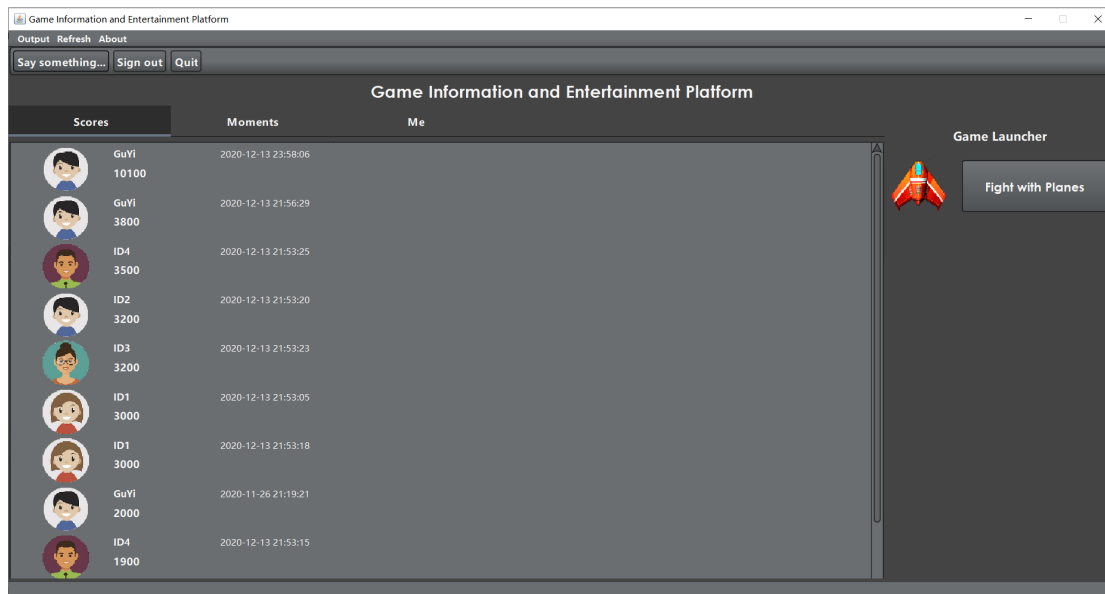 Game Information and Entertainment Platform
Output Refresh About
Say something... Sign out Quit
Game Information and Entertainment Platform
Scores Moments Me
Game Launcher
Fight with Planes
GuYi 2020-12-13 23:58:06
10100
GuYi 2020-12-13 21:56:29
3800
ID4 2020-12-13 21:53:25
3500
ID2 2020-12-13 21:53:20
3200
ID3 2020-12-13 21:53:23
3200
ID1 2020-12-13 21:53:05
3000
ID1 2020-12-13 21:53:18
3000
GuYi 2020-11-26 21:19:21
2000
ID4 2020-12-13 21:53:15
1900